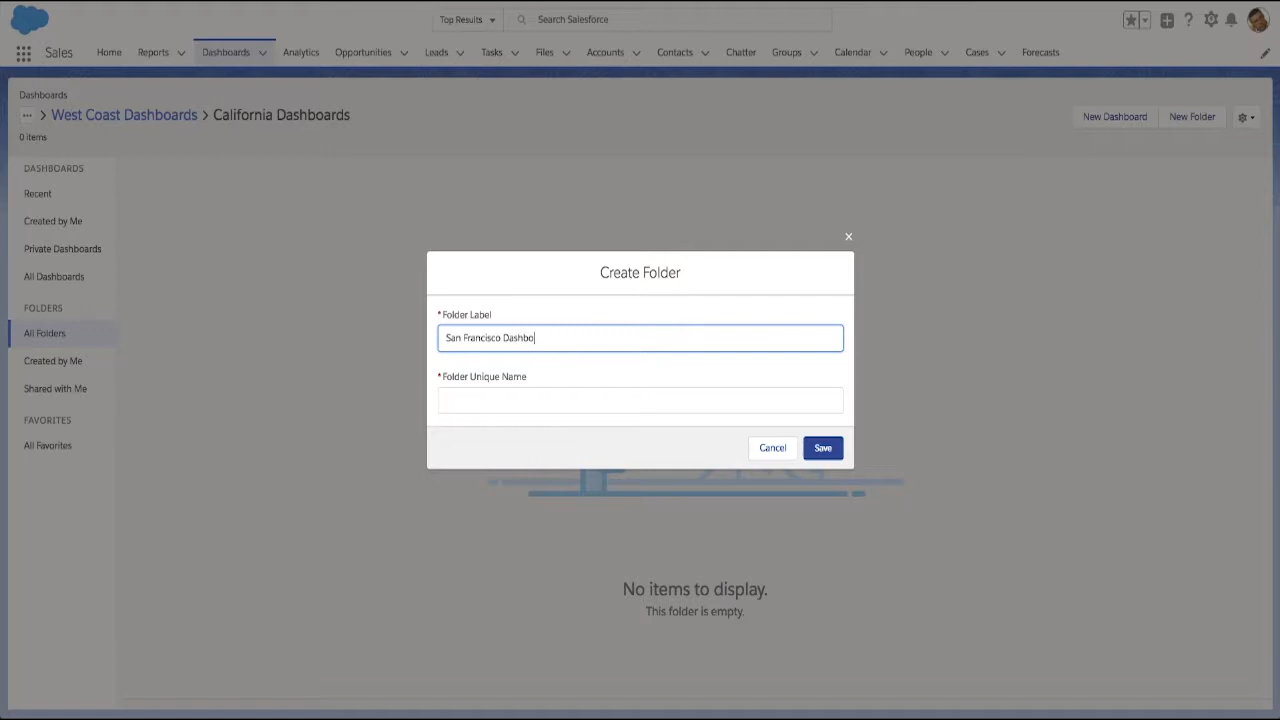 Top Results
Search Salesforce
Sales
Home
Reports
Dashboards
Analytics
Opportunities
Leads
Tasks
Files
Accounts
Contacts
Chatter
Groups
Calendar
People
Cases
Forecasts
Dashboards
... > West Coast Dashboards > California Dashboards
0 items
New Dashboard
New Folder
DASHBOARDS
Recent
Created by Me
Private Dashboards
All Dashboards
FOLDERS
All Folders
Created by Me
Shared with Me
FAVORITES
All Favorites
Create Folder
* Folder Label
San Francisco Dashbo
* Folder Unique Name
Cancel
Save
No items to display.
This folder is empty.